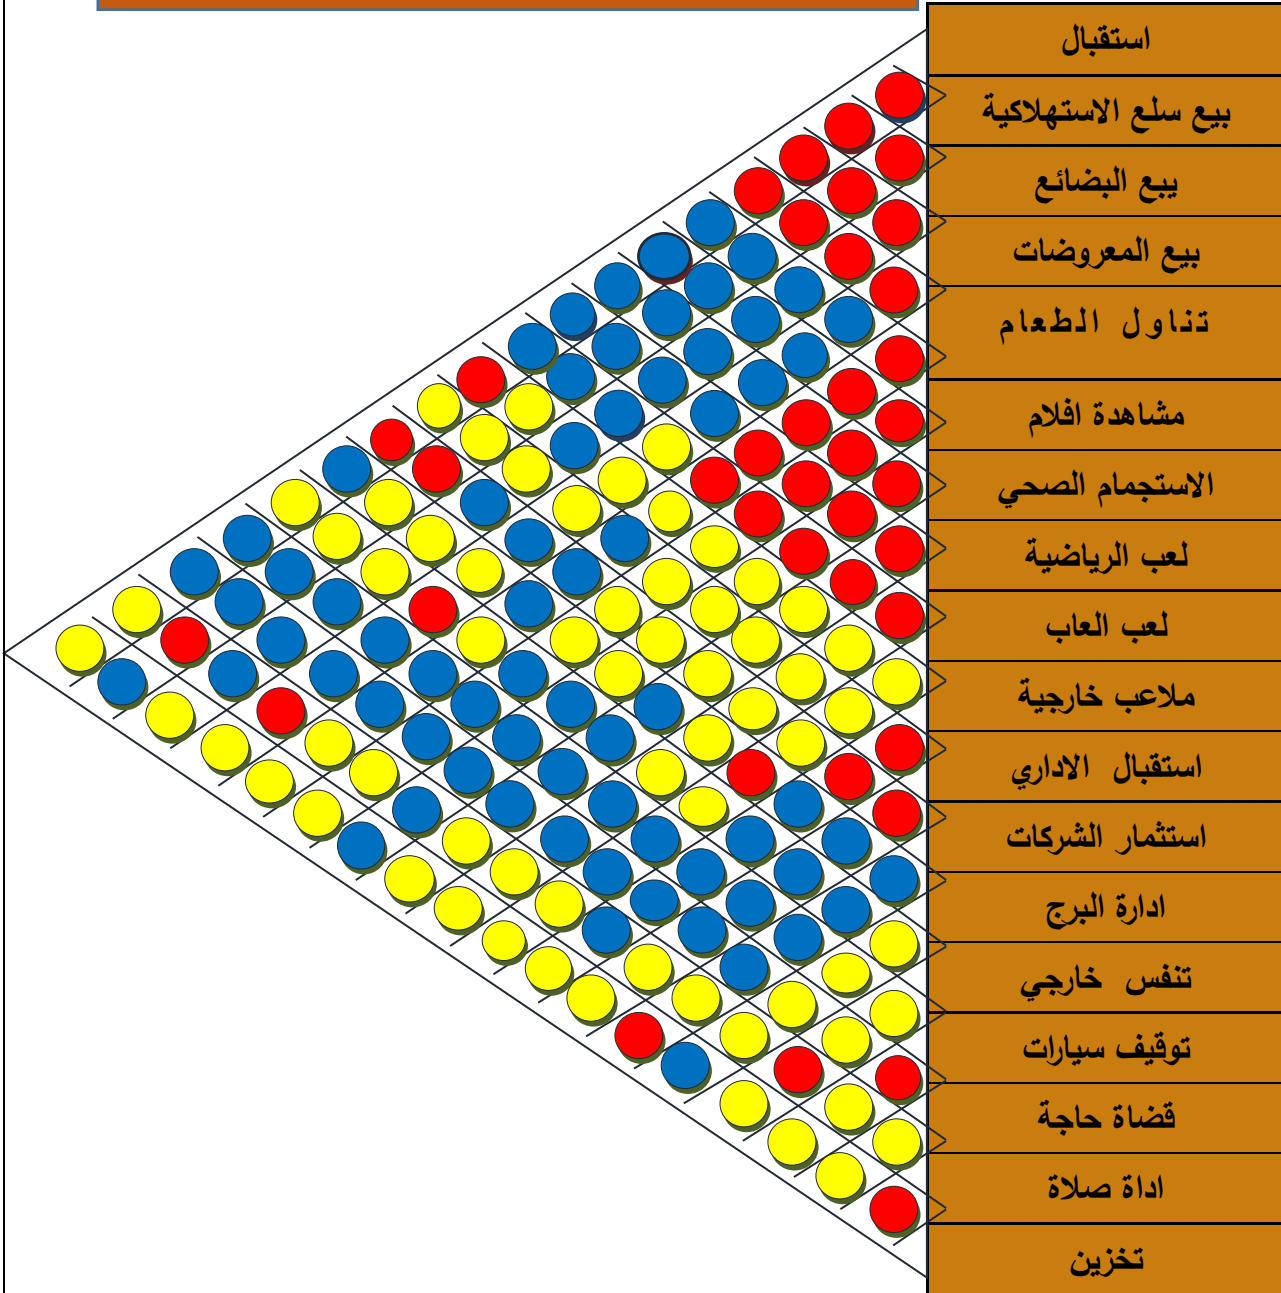 استقبال
بيع سلع الاستهلاكية
يبع البضائع
بيع المعروضات
تناول الطعام
مشاهدة افلام
الاستجمام الصحي
لعب الرياضية
لعب العاب
ملاعب خارجية
استقبال الاداري
استثمار الشركات
ادارة البرج
تنفس خارجي
توقيف سيارات
قضاة حاجة
اداة صلاة
تخزين